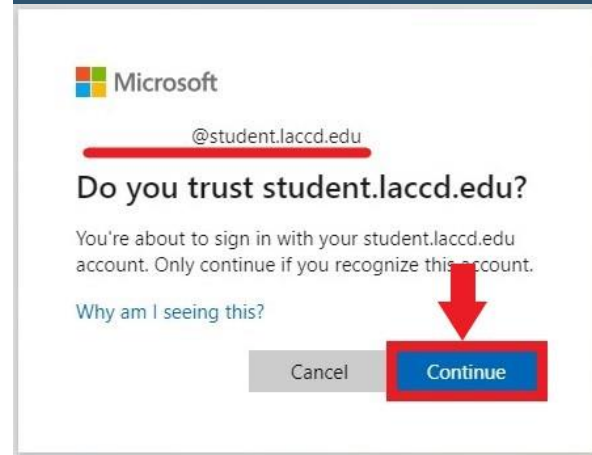 Microsoft
@student.laccd.edu
Do you trust student.laccd.edu?
You're about to sign in with your student.laccd.edu
account. Only continue if you recognize this account.
Why am I seeing this?
Cancel
Continue